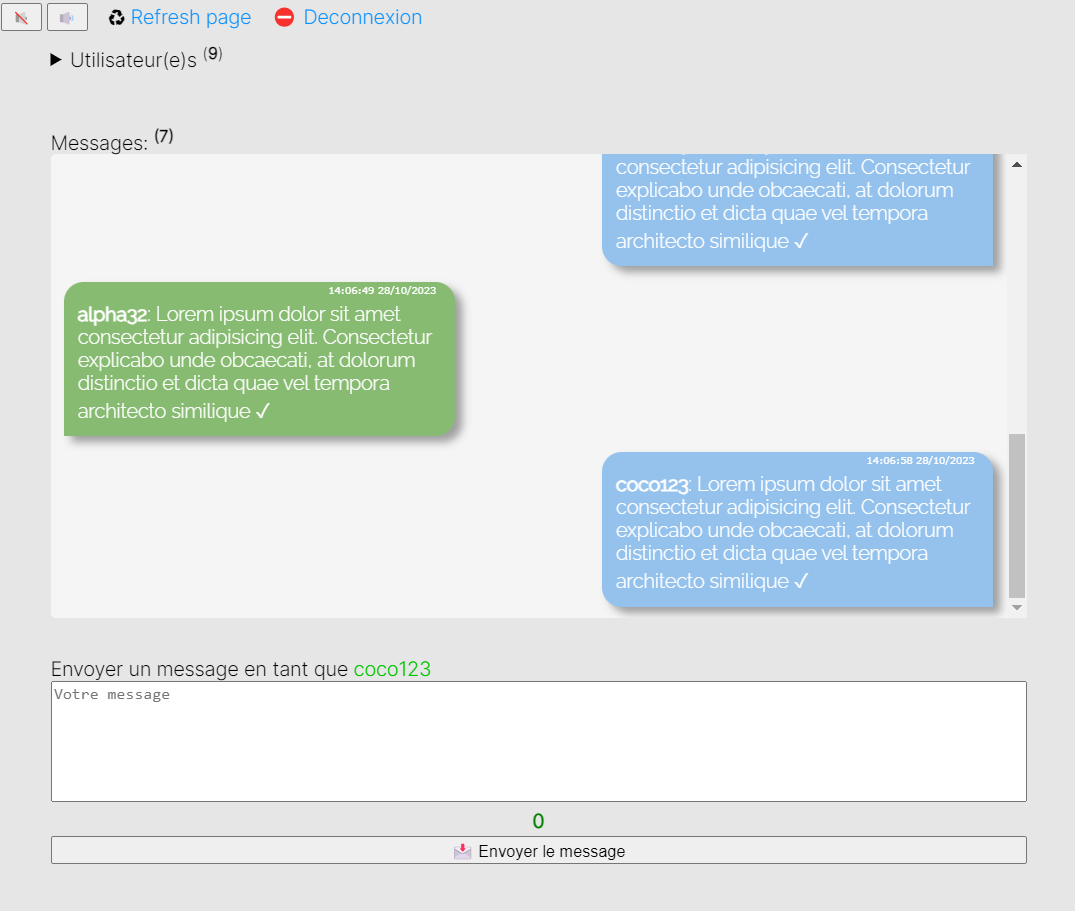 Refresh page Deconnexion
Utilisateur(e)s (9)
Messages: (7)
consectetur adipisicing elit. Consectetur
explicabo unde obcaecati, at dolorum
distinctio et dicta quae vel tempora
architecto similique ✓
14:06:49 28/10/2023
alpha32: Lorem ipsum dolor sit amet
consectetur adipisicing elit. Consectetur
explicabo unde obcaecati, at dolorum
distinctio et dicta quae vel tempora
architecto similique ✓
14:06:58 28/10/2023
coco123: Lorem ipsum dolor sit amet
consectetur adipisicing elit. Consectetur
explicabo unde obcaecati, at dolorum
distinctio et dicta quae vel tempora
architecto similique ✓
Envoyer un message en tant que coco123
Votre message
0
Envoyer le message